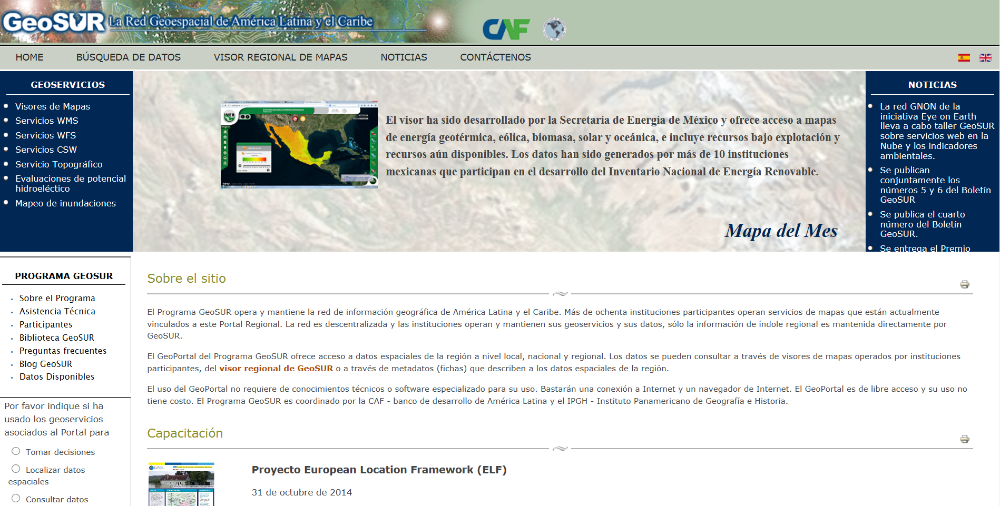 GeoSUR La Red Geoespacial de América Latina y el Caribe
CAF
HOME
BÚSQUEDA DE DATOS
VISOR REGIONAL DE MAPAS
NOTICIAS
CONTÁCTENOS
GEOSERVICIOS
Visores de Mapas
Servicios WMS
Servicios WFS
Servicios CSW
Servicio Topográfico
Evaluaciones de potencial
hidroeléctico
Mapeo de inundaciones
INER
El visor ha sido desarrollado por la Secretaría de Energía de México y ofrece acceso a mapas
de energía geotérmica, eólica, biomasa, solar y oceánica, e incluye recursos bajo explotación y
recursos aún disponibles. Los datos han sido generados por más de 10 instituciones
mexicanas que participan en el desarrollo del Inventario Nacional de Energía Renovable.
Mapa del Mes
NOTICIAS
La red GNON de la
iniciativa Eye on Earth
lleva a cabo taller GeoSUR
sobre servicios web en la
Nube y los indicadores
ambientales.
Se publican
conjuntamente los
números 5 y 6 del Boletín
GeoSUR
Se publica el cuarto
número del Boletín
GeoSUR.
Se entrega el Premio
PROGRAMA GEOSUR
Sobre el Programa
Asistencia Técnica
Participantes
Biblioteca GeoSUR
Preguntas frecuentes
Blog GeoSUR
Datos Disponibles
Por favor indique si ha
usado los geoservicios
asociados al Portal para
Tomar decisiones
Localizar datos
espaciales
Consultar datos
Sobre el sitio
El Programa GeoSUR opera y mantiene la red de información geográfica de América Latina y el Caribe. Más de ochenta instituciones participantes operan servicios de mapas que están actualmente
vinculados a este Portal Regional. La red es descentralizada y las instituciones operan y mantienen sus geoservicios y sus datos, sólo la información de índole regional es mantenida directamente por
GeoSUR.
El GeoPortal del Programa GeoSUR ofrece acceso a datos espaciales de la región a nivel local, nacional y regional. Los datos se pueden consultar a través de visores de mapas operados por instituciones
participantes, del visor regional de GeoSUR o a través de metadatos (fichas) que describen a los datos espaciales de la región.
El uso del GeoPortal no requiere de conocimientos técnicos o software especializado para su uso. Bastarán una conexión a Internet y un navegador de Internet. El GeoPortal es de libre acceso y su uso no
tiene costo. El Programa GeoSUR es coordinado por la CAF - banco de desarrollo de América Latina y el IPGH - Instituto Panamericano de Geografía e Historia.
Capacitación
ELF
Proyecto European Location Framework (ELF)
31 de octubre de 2014